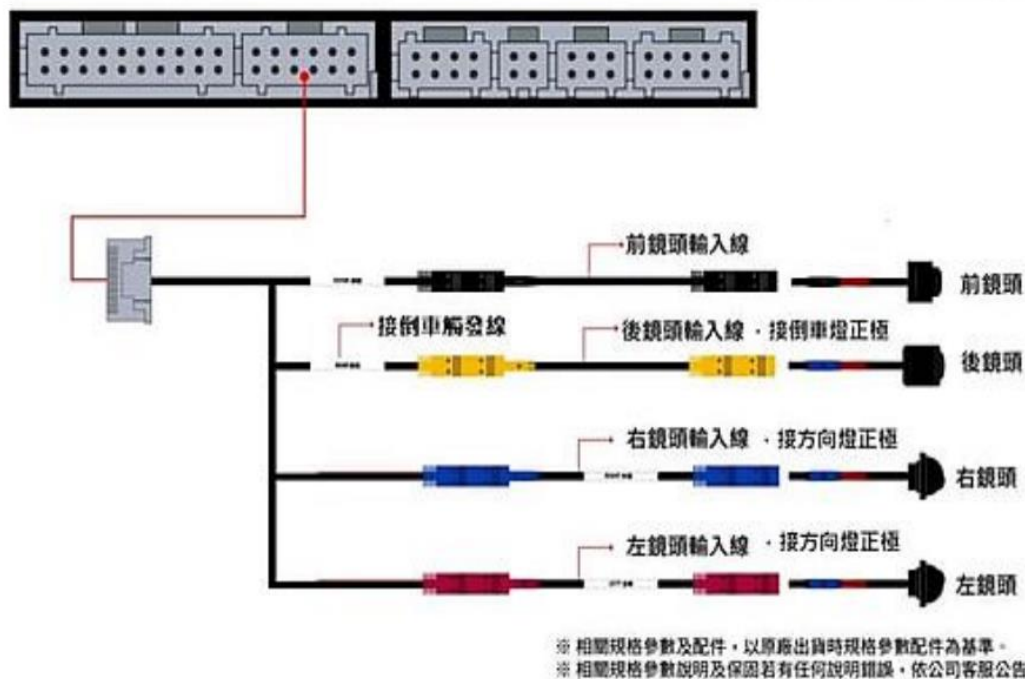 前鏡頭輸入線
前鏡頭
接倒車觸發線
後鏡頭輸入線，接倒車燈正極
後鏡頭
右鏡頭輸入線，接方向燈正極
右鏡頭
左鏡頭輸入線，接方向燈正極
左鏡頭
※ 相關規格參數及配件，以原廠出貨時規格參數配件為基準。
※ 相關規格參數說明及保固若有任何說明錯誤，依公司客服公告